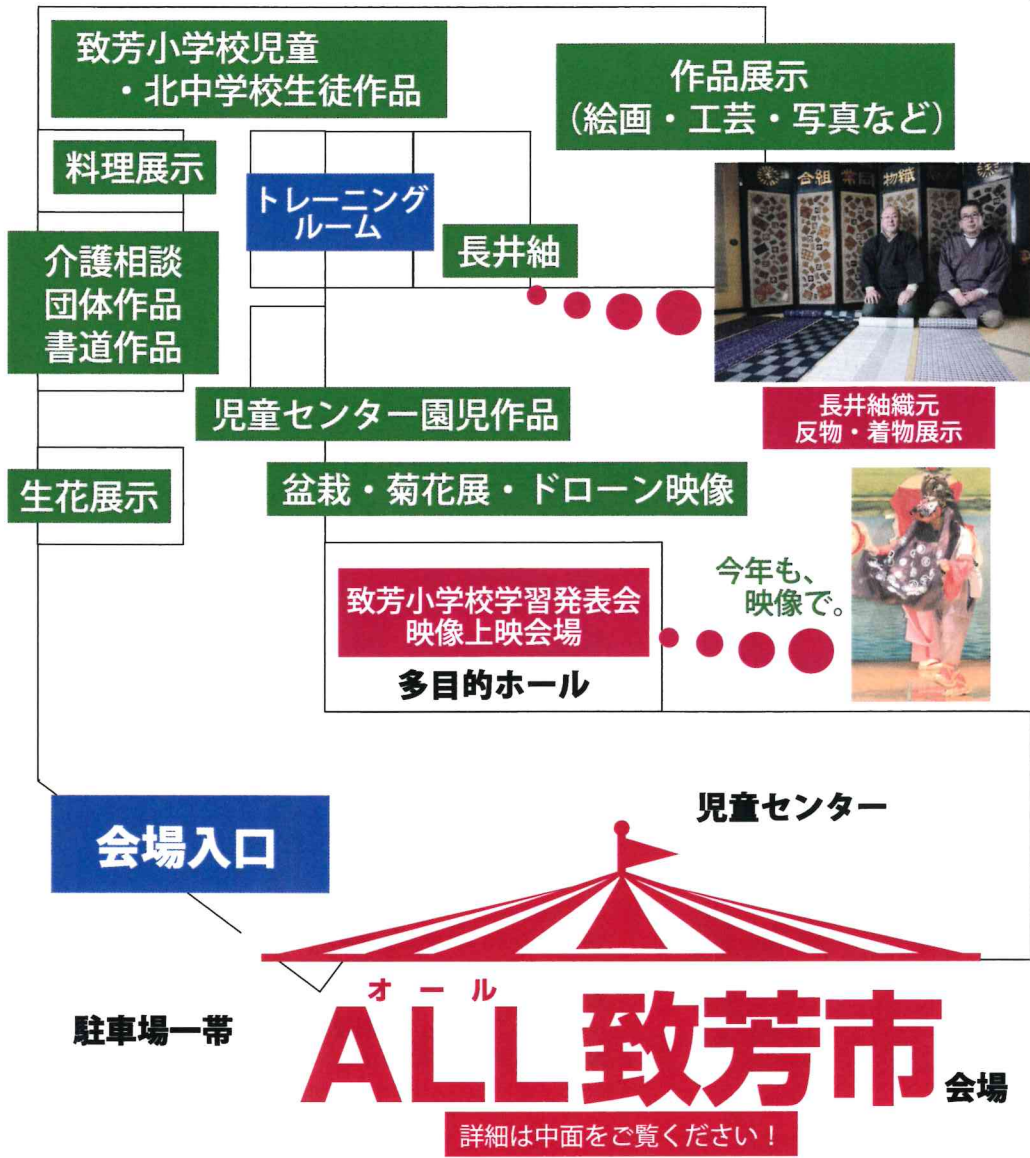 致芳小学校児童
・北中学校生徒作品
作品展示
(絵画・工芸・写真など)
料理展示
トレーニング
ルーム
長井紬
介護相談
団体作品
書道作品
合組業同物織
長井紬織元
反物・着物展示
児童センター園児作品
生花展示
盆栽・菊花展・ドローン映像
今年も、
映像で。
致芳小学校学習発表会
映像上映会場
多目的ホール
児童センター
会場入口
オール
ALL致芳市会場
駐車場一帯
詳細は中面をご覧ください!